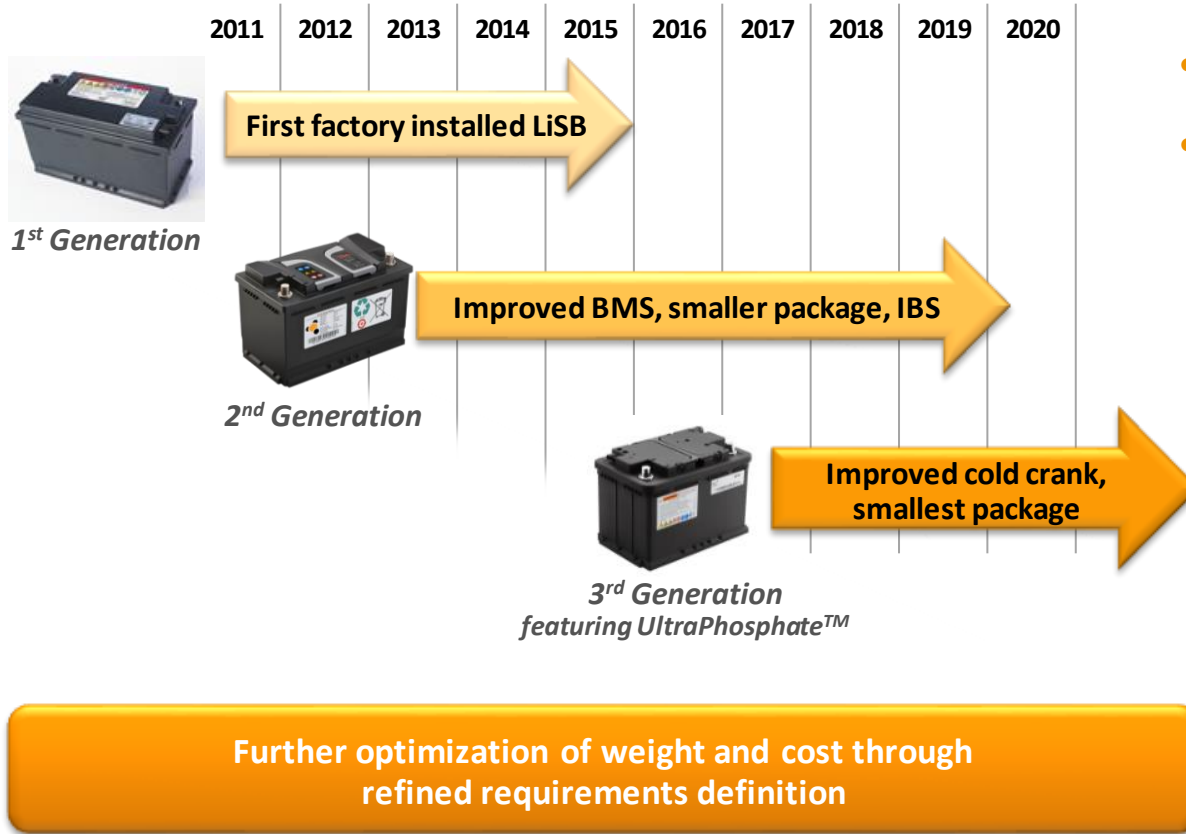 2011 2012 2013 2014 2015 2016 2017 2018 2019 2020
First factory installed LiSB
1st Generation
Improved BMS, smaller package, IBS
2nd Generation
Improved cold crank,
smallest package
3rd Generation
featuring UltraPhosphate™
Further optimization of weight and cost through
refined requirements definition